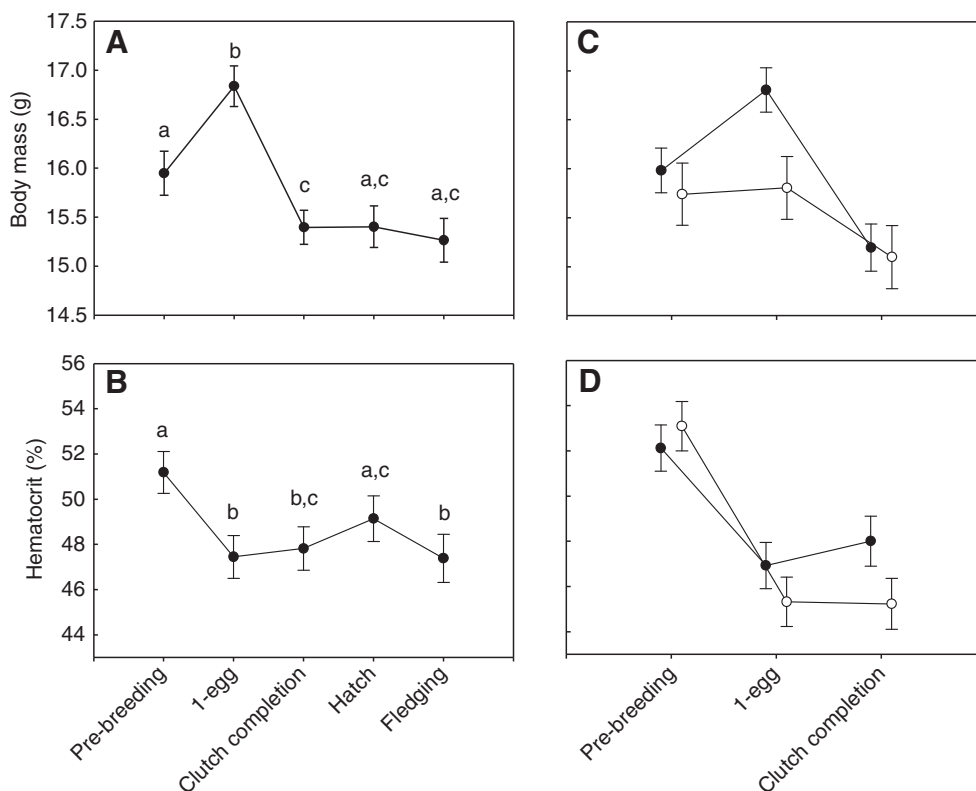 17.5
17.0
16.5
16.0
15.5
15.0
14.5
Body mass (g)
A
a
b
c
a,c
a,c
C
56
54
52
50
48
46
44
Hematocrit (%)
B
a
b
b,c
a,c
b
D
Pre-breeding
1-egg
Clutch completion
Hatch
Fledging
Pre-breeding
1-egg
Clutch completion